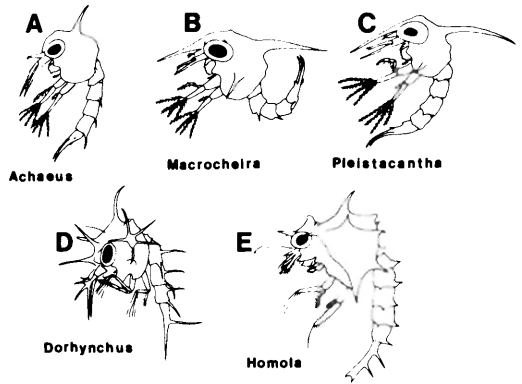 A
B
C
Achaeus
Macrocheira
Pleistacantha
D
E
Dorhynchus
Homola